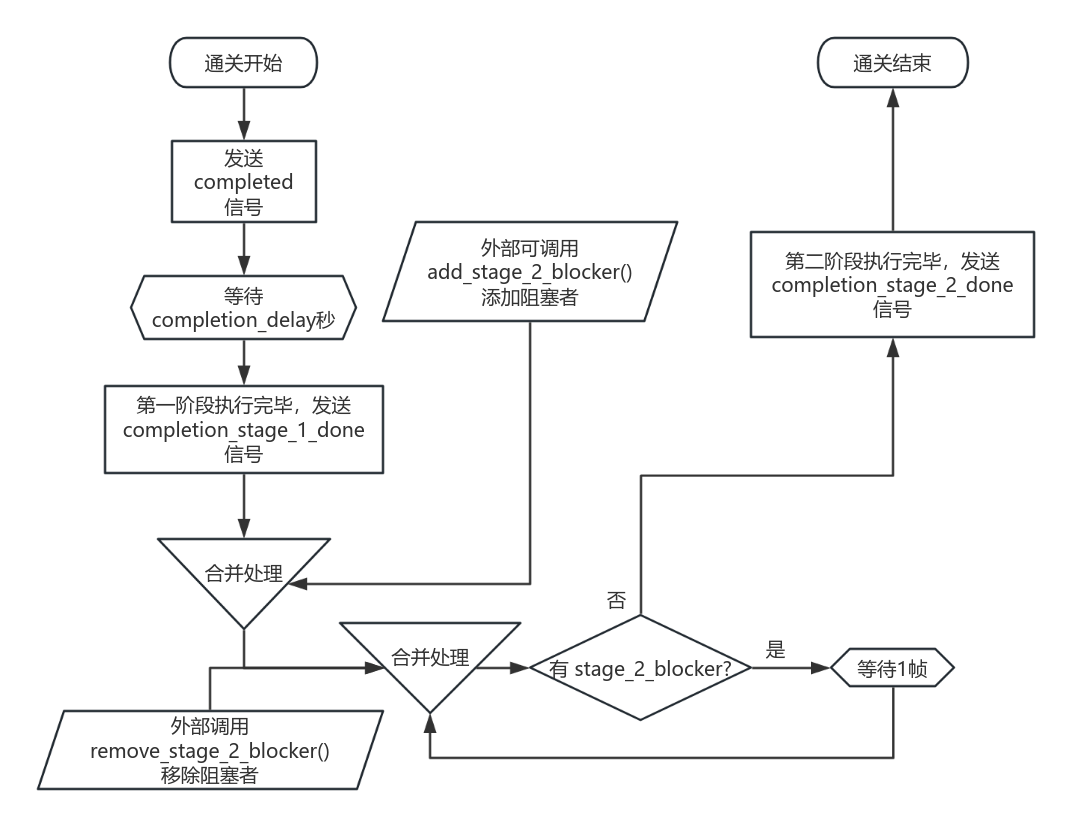 通关开始
发送
completed
信号
等待
completion_delay秒
第一阶段执行完毕，发送
completion_stage_1_done
信号
合并处理
外部可调用
add_stage_2_blocker()
添加阻塞者
外部调用
remove_stage_2_blocker()
移除阻塞者
合并处理
有 stage_2_blocker?
是
等待1帧
否
第二阶段执行完毕，发送
completion_stage_2_done
信号
通关结束